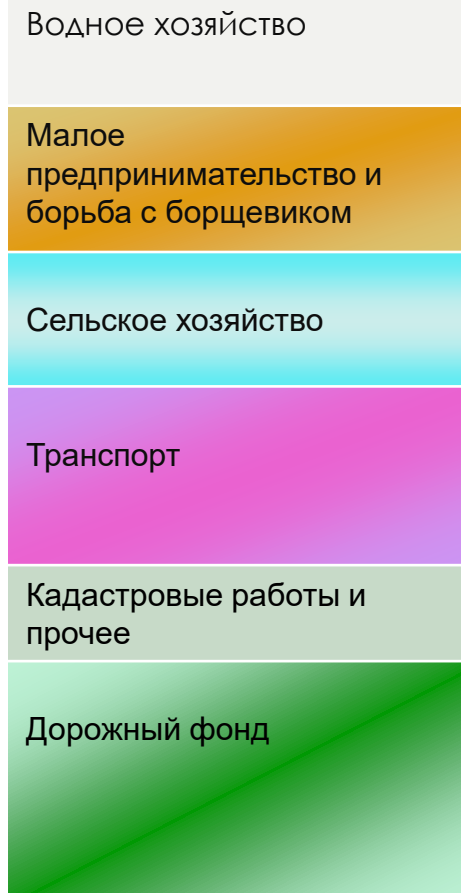 Водное хозяйство
Малое
предпринимательство и
борьба с борщевиком
Сельское хозяйство
Транспорт
Кадастровые работы и
прочее
Дорожный фонд